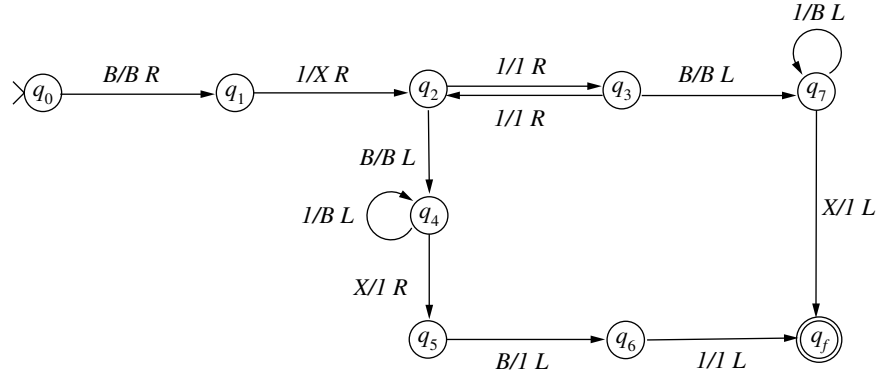 1/B L
B/B R 1/X R 1/1 R B/B L
q0 q1 q2 q3 q7
1/1 R
B/B L
1/B L q4 X/1 L
X/1 R
q5 q6 qf
B/1 L 1/1 L